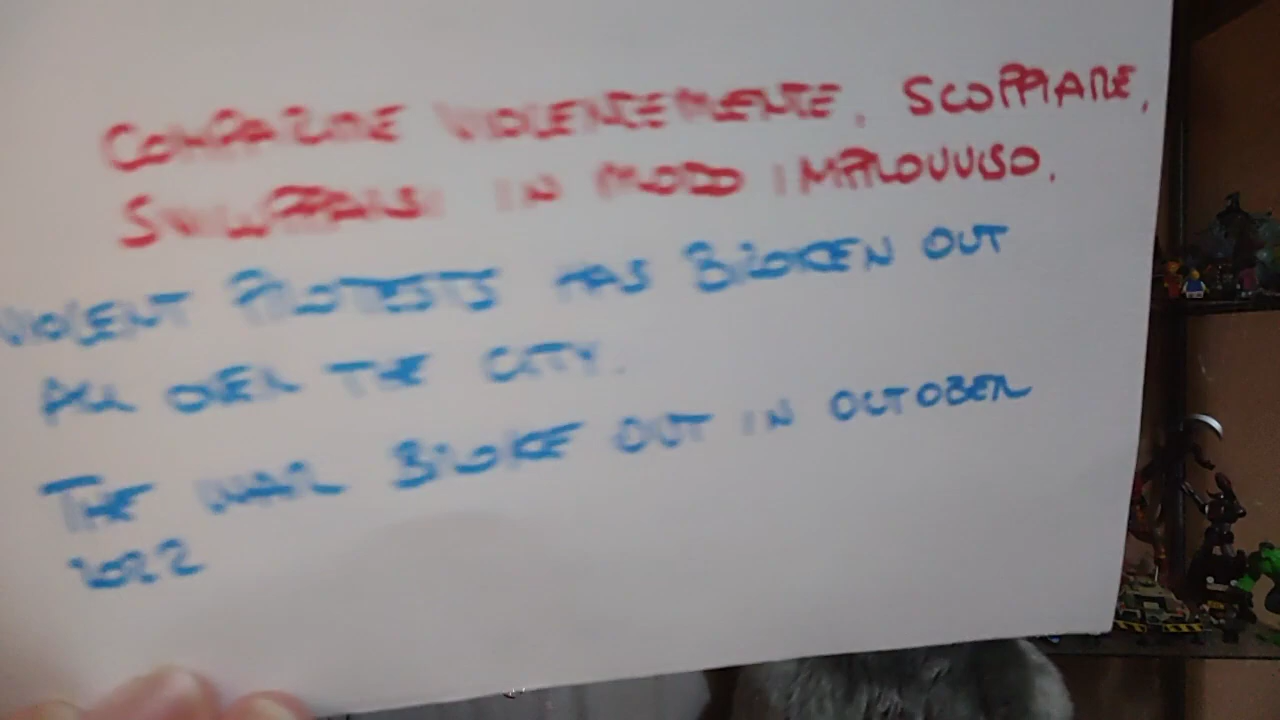 COMPARIRE VIOLENTEMENTE, SCOPPIARE,
SVILUPPARSI IN MODO IMPROVVISO.
VIOLENT PROTESTS HAS BROKEN OUT
ALL OVER THE CITY.
THE WAR BROKE OUT IN OCTOBER
2022